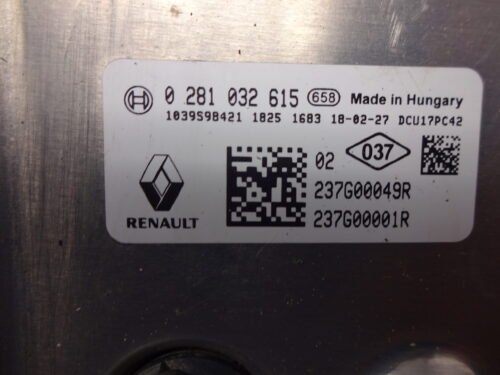 0 281 032 615 658 Made in Hungary
1039S98421 1825 1683 18-02-27 DCU17PC42
02 037
237G00049R
RENAULT 237G00001R